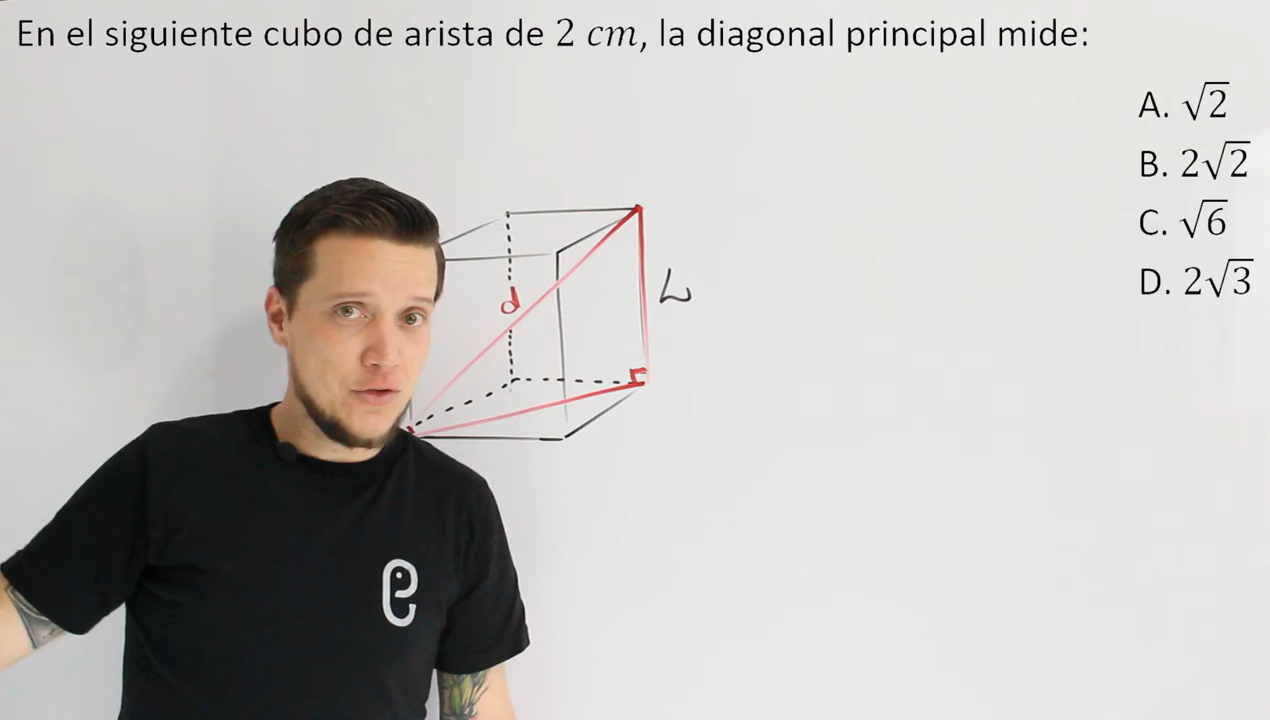 En el siguiente cubo de arista de 2 cm, la diagonal principal mide:
A. √2
B. 2√2
C. √6
D. 2√3
d
L
e